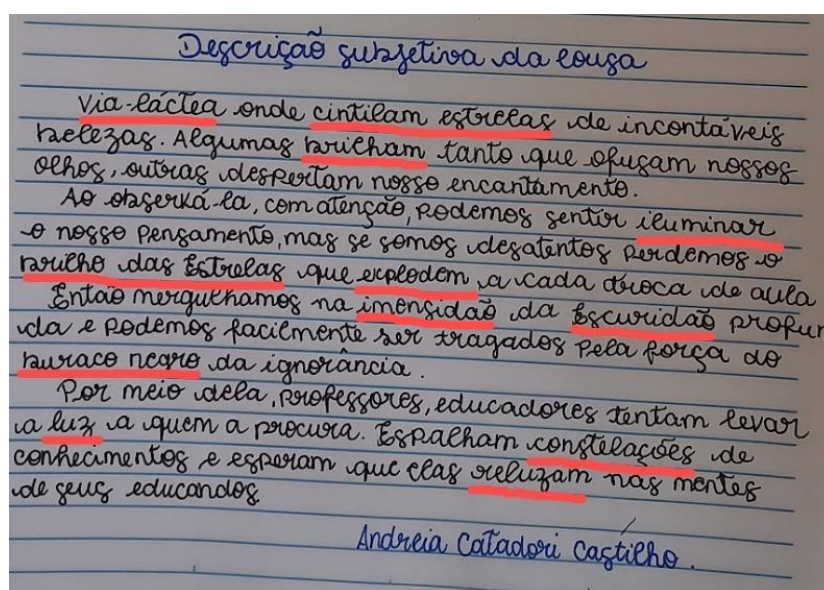 Descrição subjetiva da lousa
Via-láctea onde cintilam estrelas de incontáveis
belezas. Algumas brilham tanto que ofusam nossos
olhos, outras despertam nosso encantamento.
Ao obserká-la, com atenção, podemos sentir iluminar
o nosso pensamento, mas se somos desatentos perdemos o
brilho das Estrelas que explodem a cada troca de aula
Então mergulhamos na imensidão da Escuridão profun
da e podemos facilmente ser tragados pela força do
buraco negro da ignorância.
Por meio dela, professores, educadores tentam levar
a luz a quem a procura. Espalham constelações de
conhecimentos e esperam que elas reluzam nas mentes
de seus educandos
Andreia Catadori Castilho.